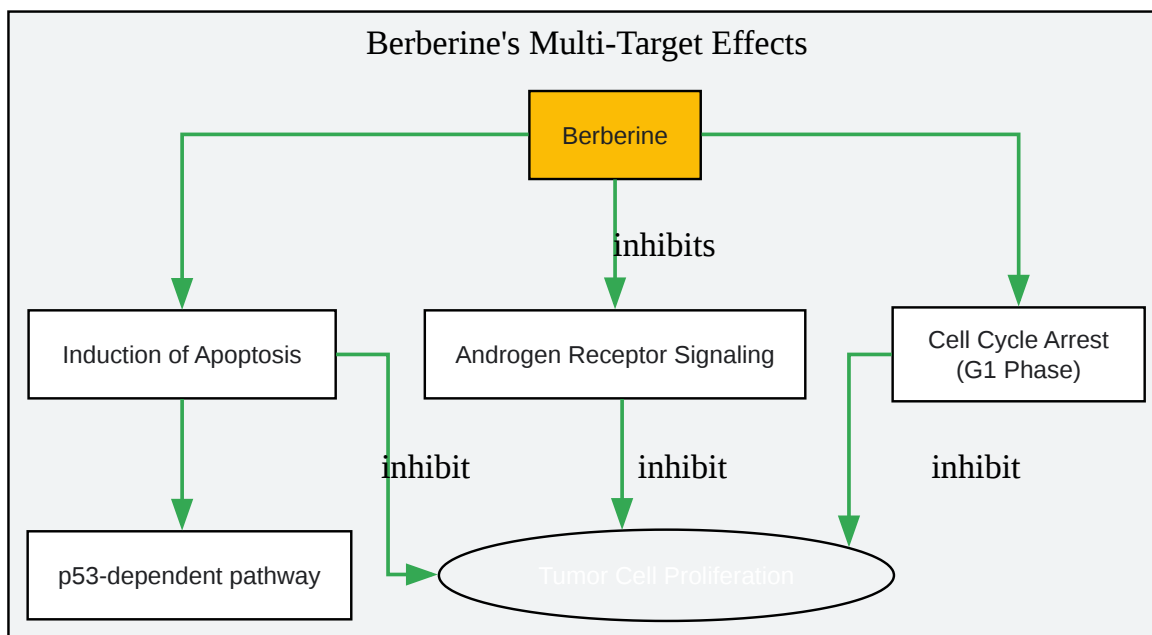 Berberine's Multi-Target Effects
Berberine
inhibits
Induction of Apoptosis
Androgen Receptor Signaling
Cell Cycle Arrest
(G1 Phase)
inhibit
inhibit
inhibit
p53-dependent pathway
Tumor Cell Proliferation